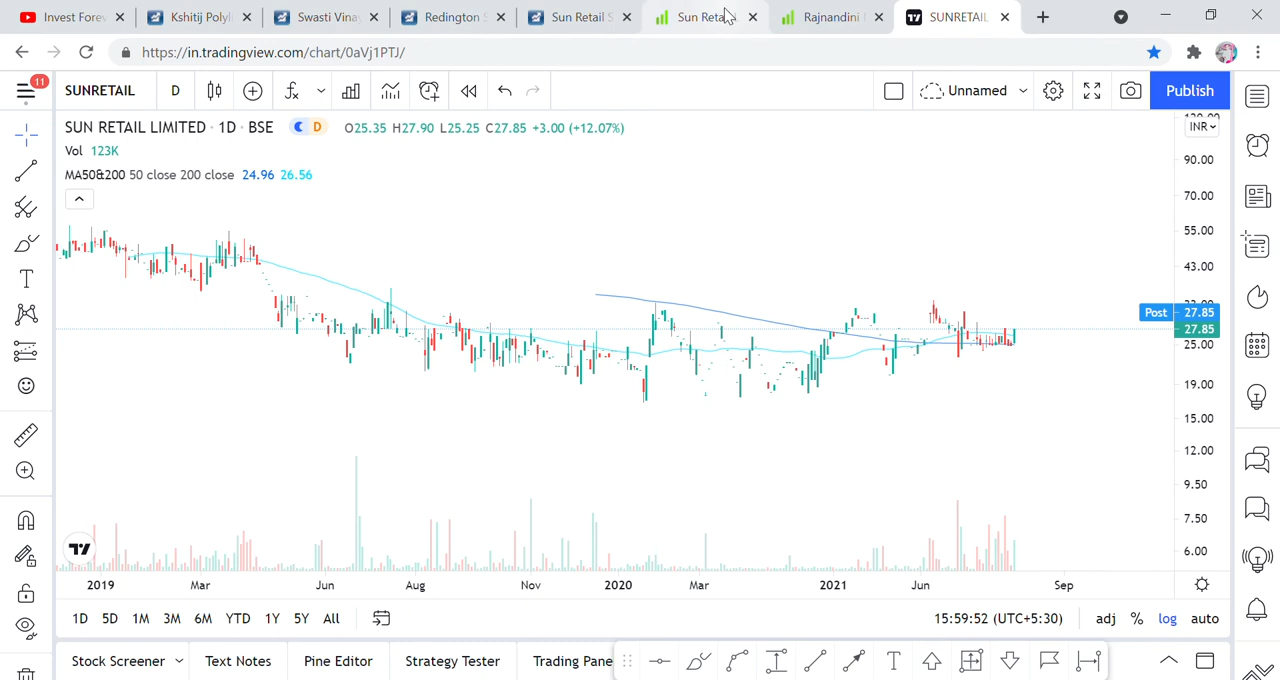 Invest Forev
Kshitij Polyli
Swasti Vinay
Redington S
Sun Retail S
Sun Reta
Rajnandini
SUNRETAIL
https://in.tradingview.com/chart/0aVj1PTJ/
11
SUNRETAIL
D
Unnamed
Publish
SUN RETAIL LIMITED · 1D · BSE
D
O25.35 H27.90 L25.25 C27.85 +3.00 (+12.07%)
INR
Vol 123K
MA50&200 50 close 200 close 24.96 26.56
90.00
70.00
55.00
43.00
Post 27.85
27.85
25.00
19.00
15.00
12.00
9.50
7.50
6.00
2019 Mar Jun Aug Nov 2020 Mar 2021 Jun Sep
1D 5D 1M 3M 6M YTD 1Y 5Y All
15:59:52 (UTC+5:30)
adj % log auto
Stock Screener
Text Notes
Pine Editor
Strategy Tester
Trading Pane
T